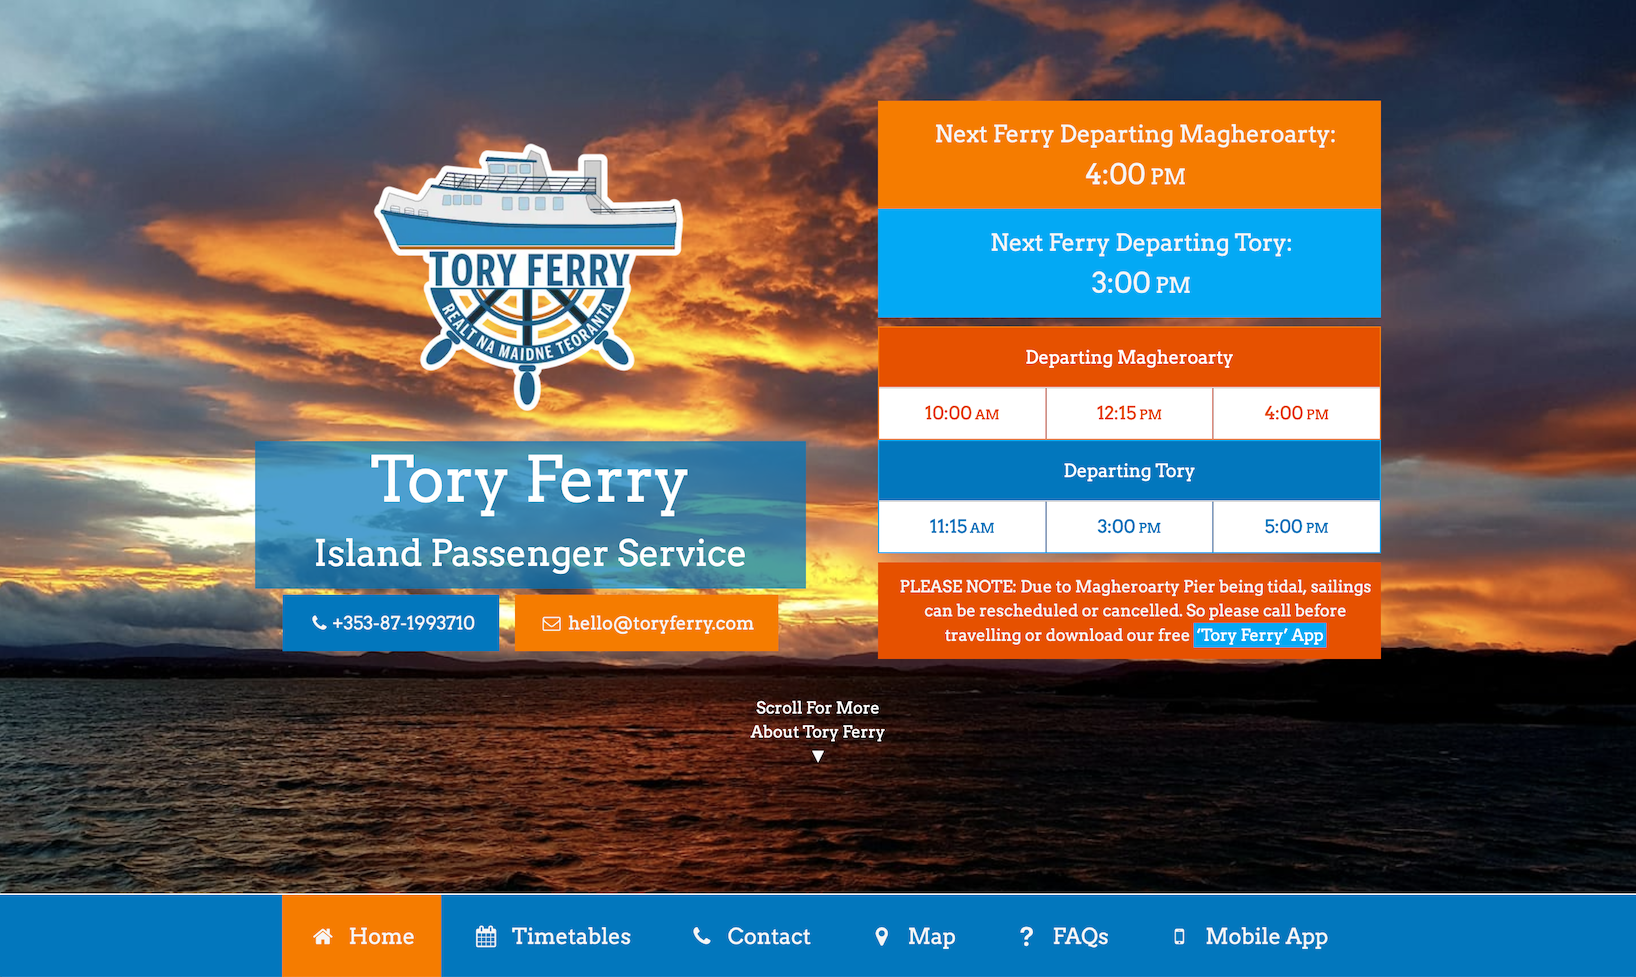 TORY FERRY
REALT NA MAIDNE TEORANTA
Tory Ferry
Island Passenger Service
+353-87-1993710
hello@toryferry.com
Next Ferry Departing Magheroarty:
4:00 PM
Next Ferry Departing Tory:
3:00 PM
Departing Magheroarty
10:00 AM 12:15 PM 4:00 PM
Departing Tory
11:15 AM 3:00 PM 5:00 PM
PLEASE NOTE: Due to Magheroarty Pier being tidal, sailings
can be rescheduled or cancelled. So please call before
travelling or download our free ‘Tory Ferry’ App
Scroll For More
About Tory Ferry
Home Timetables Contact Map FAQs Mobile App